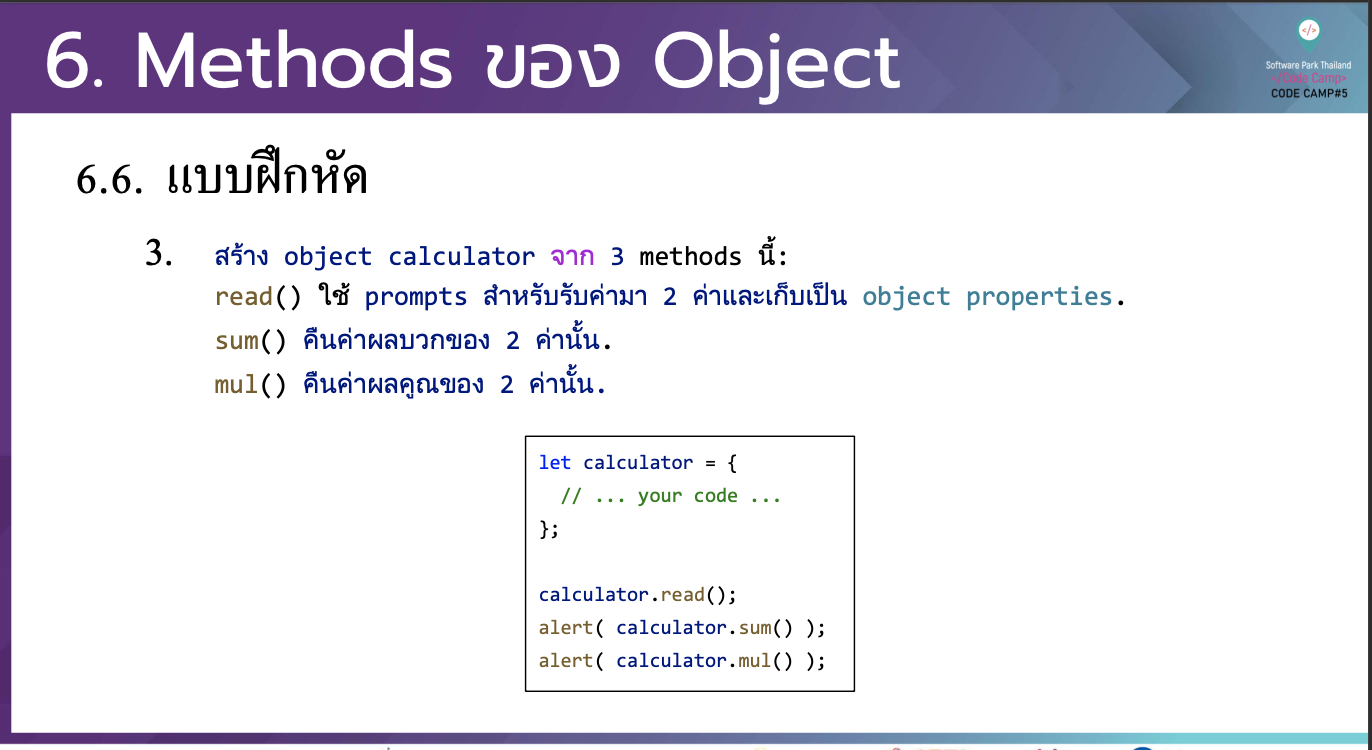 6. Methods ของ Object
Software Park Thailand
</Code Camp>
CODE CAMP#5
6.6. แบบฝึกหัด
3. สร้าง object calculator จาก 3 methods นี้:
read() ใช้ prompts สำหรับรับค่ามา 2 ค่าและเก็บเป็น object properties.
sum() คืนค่าผลบวกของ 2 ค่านั้น.
mul() คืนค่าผลคูณของ 2 ค่านั้น.
let calculator = {
// ... your code ...
};
calculator.read();
alert( calculator.sum() );
alert( calculator.mul() );